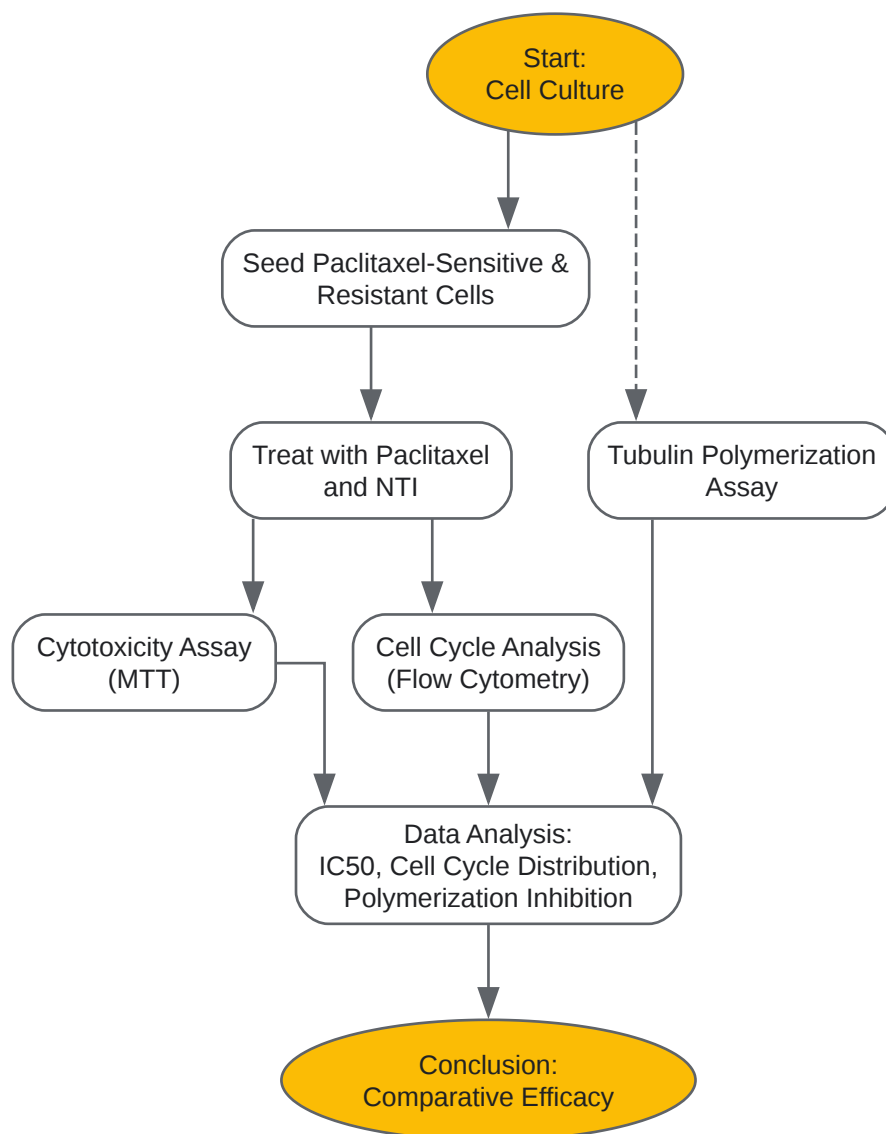 Start:
Cell Culture
Seed Paclitaxel-Sensitive &
Resistant Cells
Treat with Paclitaxel
and NTI
Tubulin Polymerization
Assay
Cytotoxicity Assay
(MTT)
Cell Cycle Analysis
(Flow Cytometry)
Data Analysis:
IC50, Cell Cycle Distribution,
Polymerization Inhibition
Conclusion:
Comparative Efficacy